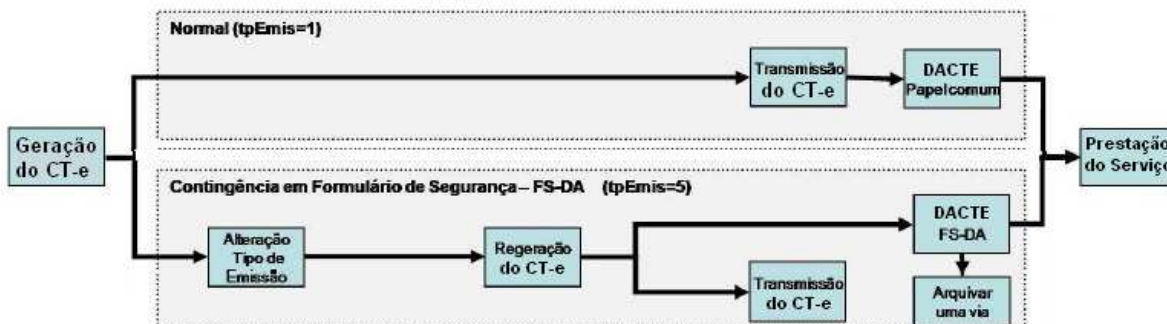 Normal (tpEmis=1)
Transmissão
do CT-e
DACTE
Papel comum
Geração
do CT-e
Prestação
do Serviço
Contingência em Formulário de Segurança – FS-DA (tpEmis=5)
Alteração
Tipo de
Emissão
Regeração
do CT-e
DACTE
FS-DA
Transmissão
do CT-e
Arquivar
uma via